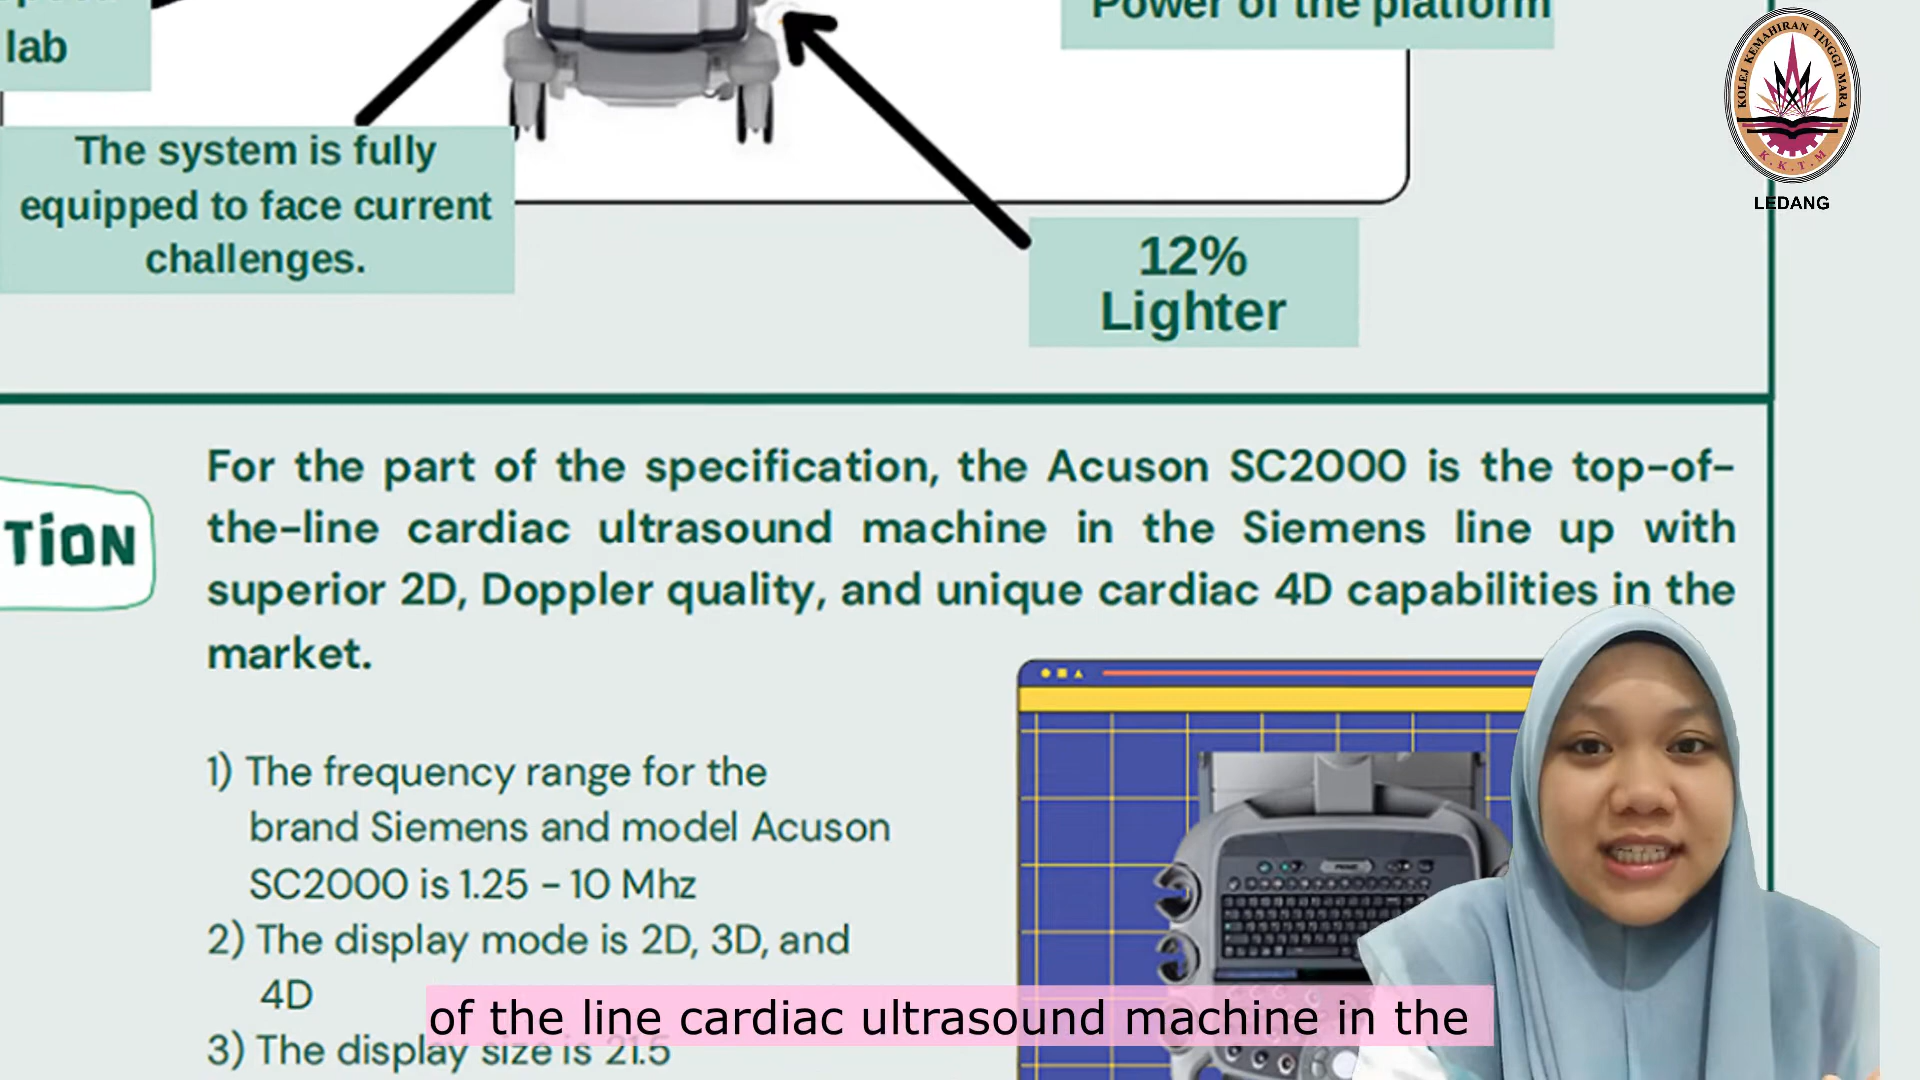 lab
Power of the platform
KOLEJ KEMAHIRAN TINGGI MARA
K.K.T.M
LEDANG
The system is fully
equipped to face current
challenges.
12%
Lighter
TiON
For the part of the specification, the Acuson SC2000 is the top-of-
the-line cardiac ultrasound machine in the Siemens line up with
superior 2D, Doppler quality, and unique cardiac 4D capabilities in the
market.
1) The frequency range for the
brand Siemens and model Acuson
SC2000 is 1.25 - 10 Mhz
2) The display mode is 2D, 3D, and
4D
of the line cardiac ultrasound machine in the
3) The display size is 21.5